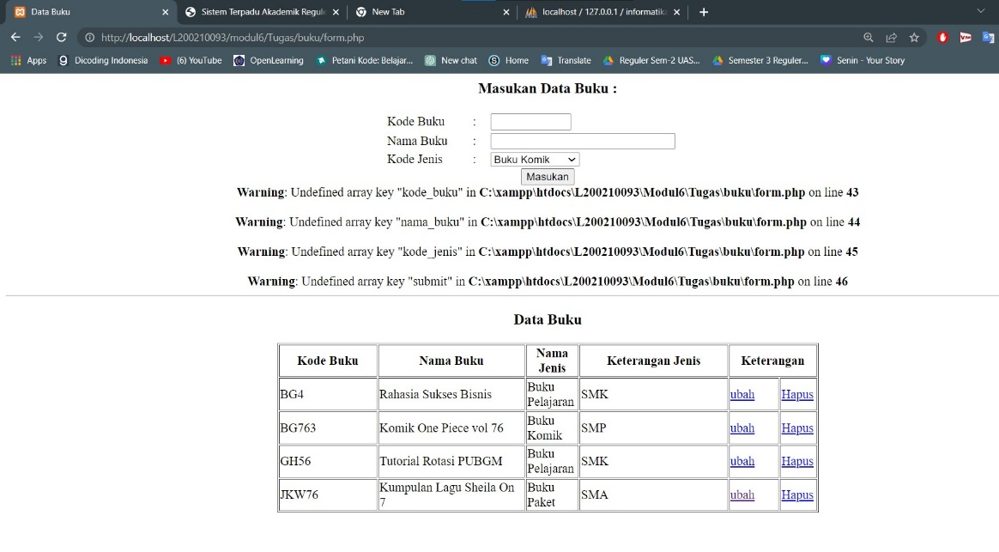 Data Buku
Sistem Terpadu Akademik Regule
New Tab
localhost / 127.0.0.1 / informatika
http://localhost/L200210093/modul6/Tugas/buku/form.php
Apps
Dicoding Indonesia
(6) YouTube
OpenLearning
Petani Kode: Belajar...
New chat
Home
Translate
Reguler Sem-2 UAS...
Semester 3 Reguler...
Senin - Your Story
Masukan Data Buku :
Kode Buku :
Nama Buku :
Kode Jenis : Buku Komik
Masukan
Warning: Undefined array key "kode_buku" in C:\xampp\htdocs\L200210093\Modul6\Tugas\buku\form.php on line 43
Warning: Undefined array key "nama_buku" in C:\xampp\htdocs\L200210093\Modul6\Tugas\buku\form.php on line 44
Warning: Undefined array key "kode_jenis" in C:\xampp\htdocs\L200210093\Modul6\Tugas\buku\form.php on line 45
Warning: Undefined array key "submit" in C:\xampp\htdocs\L200210093\Modul6\Tugas\buku\form.php on line 46
Data Buku
Kode Buku
Nama Buku
Nama
Jenis
Keterangan Jenis
Keterangan
BG4
Rahasia Sukses Bisnis
Buku
Pelajaran
SMK
ubah
Hapus
BG763
Komik One Piece vol 76
Buku
Komik
SMP
ubah
Hapus
GH56
Tutorial Rotasi PUBGM
Buku
Pelajaran
SMK
ubah
Hapus
JKW76
Kumpulan Lagu Sheila On
7
Buku
Paket
SMA
ubah
Hapus